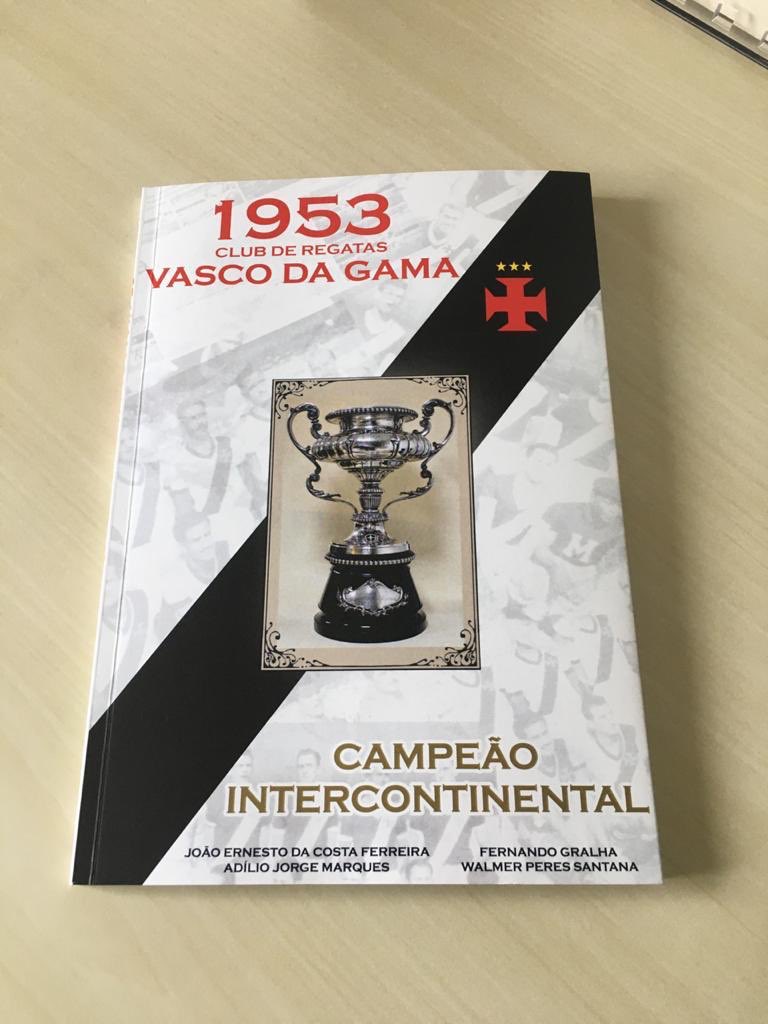 1953
CLUB DE REGATAS
VASCO DA GAMA
CAMPEÃO
INTERCONTINENTAL
JOÃO ERNESTO DA COSTA FERREIRA
ADÍLIO JORGE MARQUES
FERNANDO GRALHA
WALMER PERES SANTANA